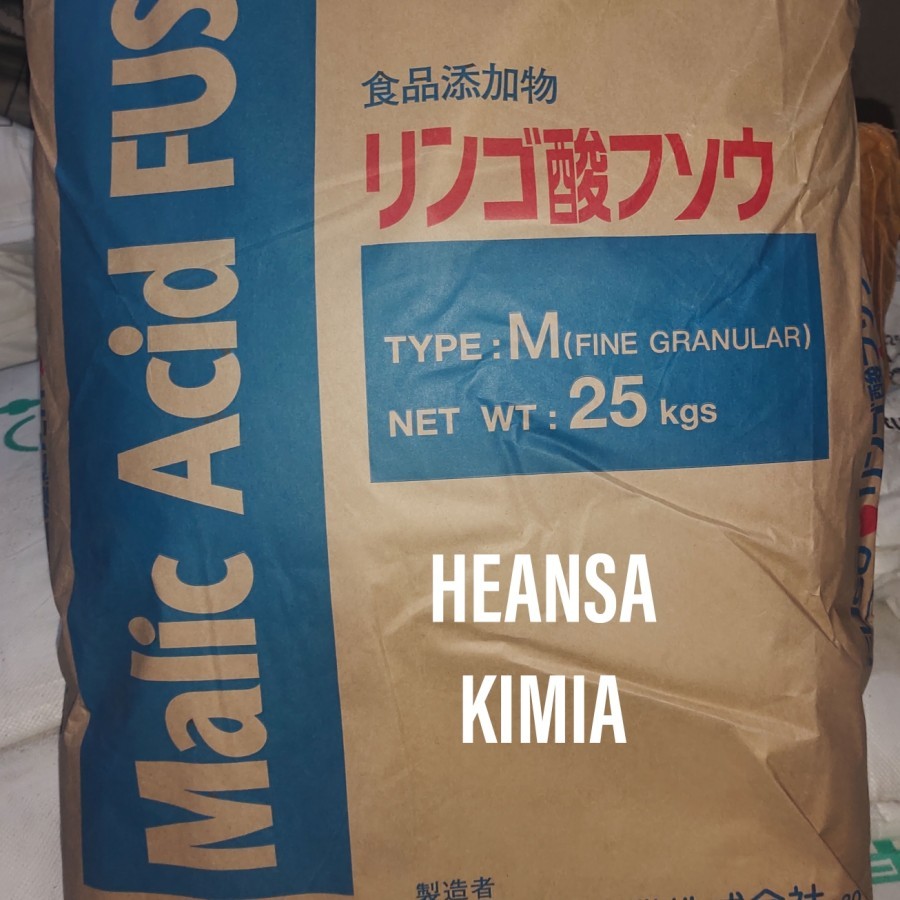 Malic Acid FUS
食品添加物
リンゴ酸フソウ
TYPE : M (FINE GRANULAR)
NET WT : 25 kgs
HEANSA
KIMIA
製造者